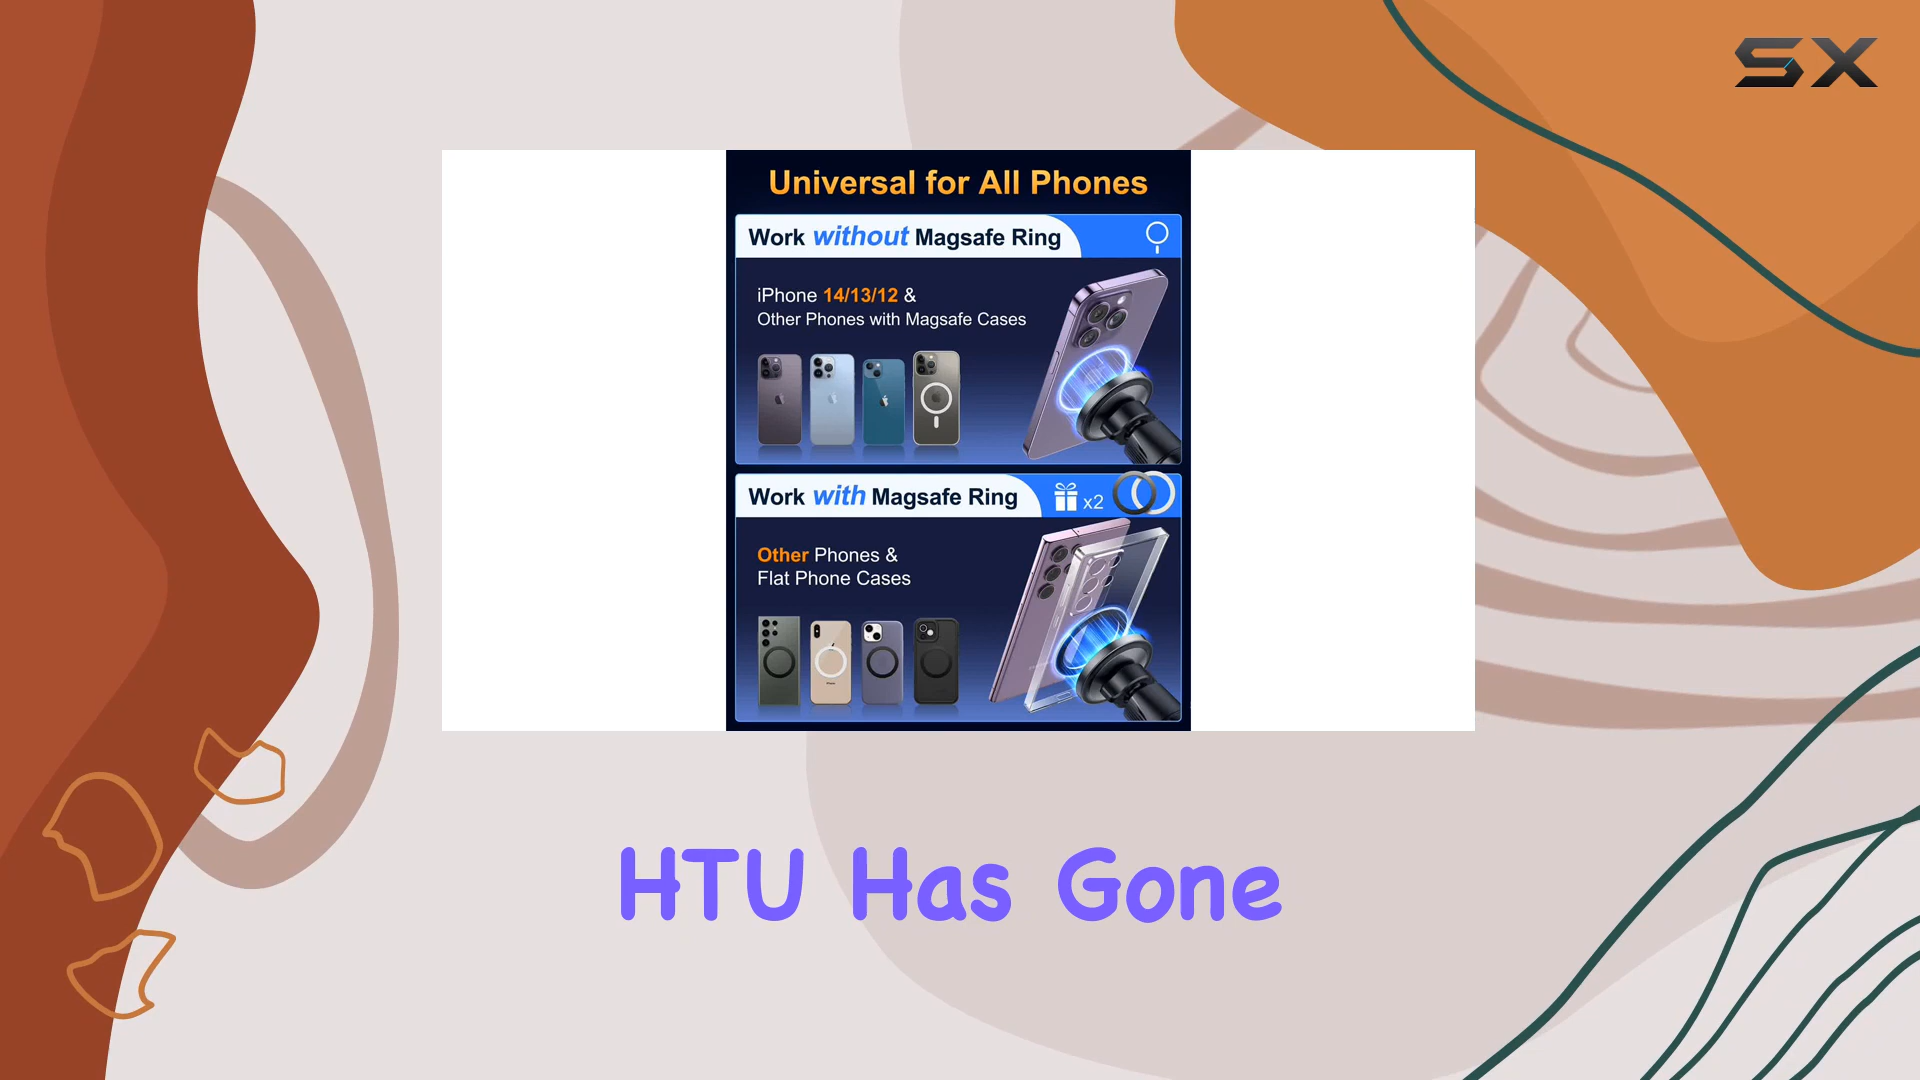 SX
Universal for All Phones
Work without Magsafe Ring
iPhone 14/13/12 &
Other Phones with Magsafe Cases
Work with Magsafe Ring
x2
Other Phones &
Flat Phone Cases
HTU Has Gone